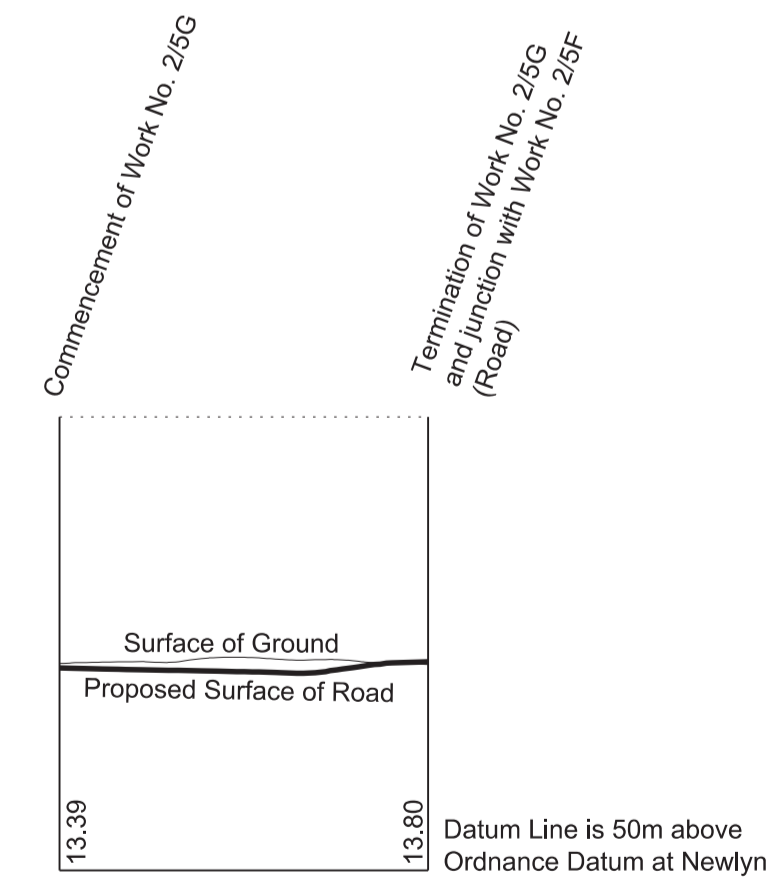 Commencement of Work No. 2/5G
Termination of Work No. 2/5G
and junction with Work No. 2/5F
(Road)
Surface of Ground
Proposed Surface of Road
13.39
13.80
Datum Line is 50m above
Ordnance Datum at Newlyn